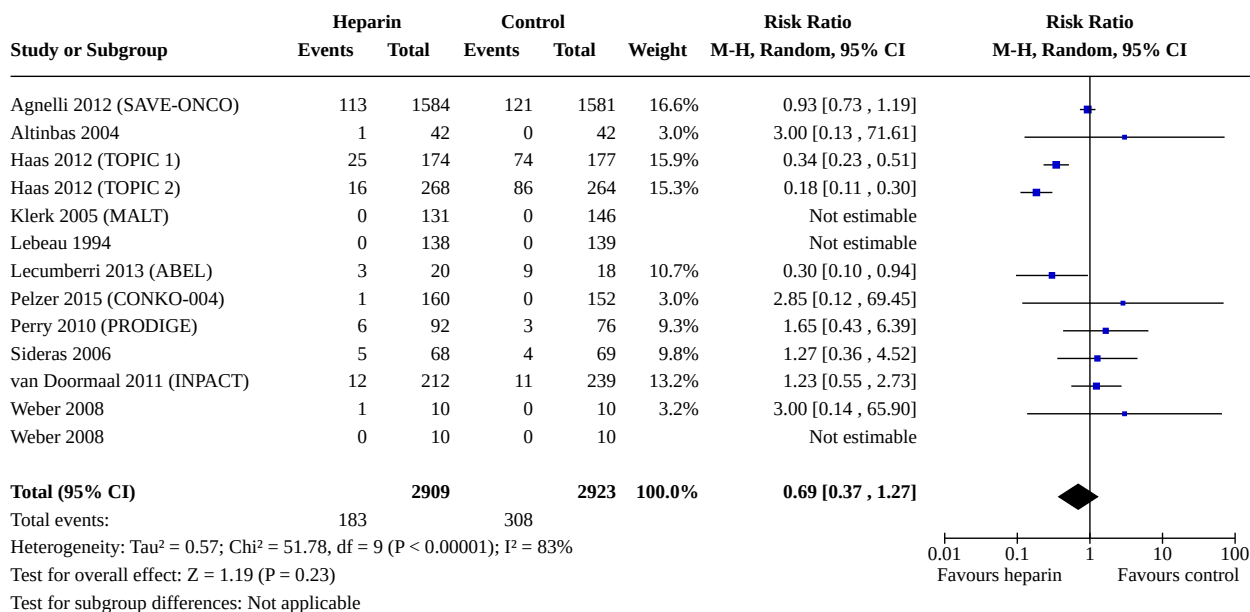 Heparin Control Risk Ratio Risk Ratio
Study or Subgroup Events Total Events Total Weight M-H, Random, 95% CI M-H, Random, 95% CI
Agnelli 2012 (SAVE-ONCO) 113 1584 121 1581 16.6% 0.93 [0.73 , 1.19]
Altinbas 2004 1 42 0 42 3.0% 3.00 [0.13 , 71.61]
Haas 2012 (TOPIC 1) 25 174 74 177 15.9% 0.34 [0.23 , 0.51]
Haas 2012 (TOPIC 2) 16 268 86 264 15.3% 0.18 [0.11 , 0.30]
Klerk 2005 (MALT) 0 131 0 146 Not estimable
Lebeau 1994 0 138 0 139 Not estimable
Lecumberri 2013 (ABEL) 3 20 9 18 10.7% 0.30 [0.10 , 0.94]
Pelzer 2015 (CONKO-004) 1 160 0 152 3.0% 2.85 [0.12 , 69.45]
Perry 2010 (PRODIGE) 6 92 3 76 9.3% 1.65 [0.43 , 6.39]
Sideras 2006 5 68 4 69 9.8% 1.27 [0.36 , 4.52]
van Doormaal 2011 (INPACT) 12 212 11 239 13.2% 1.23 [0.55 , 2.73]
Weber 2008 1 10 0 10 3.2% 3.00 [0.14 , 65.90]
Weber 2008 0 10 0 10 Not estimable
Total (95% CI) 2909 2923 100.0% 0.69 [0.37 , 1.27]
Total events: 183 308
Heterogeneity: Tau² = 0.57; Chi² = 51.78, df = 9 (P < 0.00001); I² = 83%
Test for overall effect: Z = 1.19 (P = 0.23)
Test for subgroup differences: Not applicable
0.01 0.1 1 10 100
Favours heparin Favours control